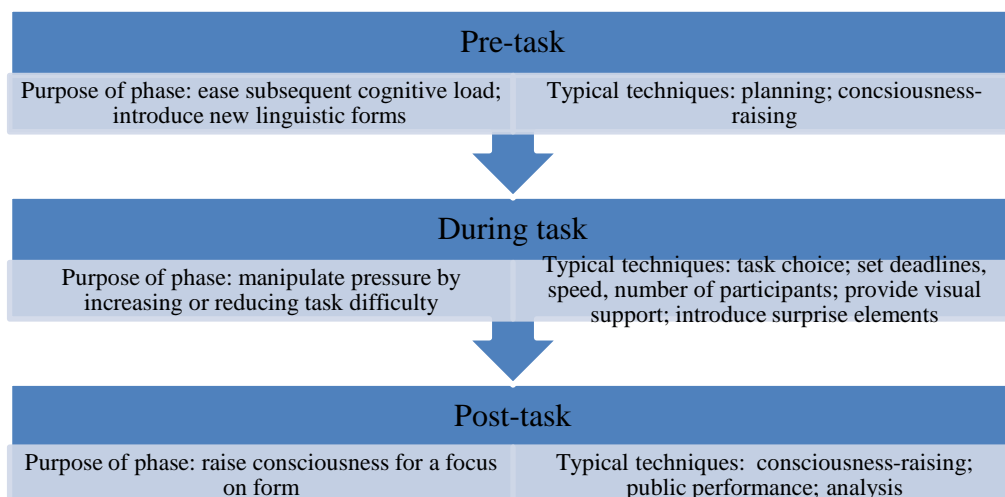 Pre-task
Purpose of phase: ease subsequent cognitive load;
introduce new linguistic forms
Typical techniques: planning; concsiousness-
raising
During task
Purpose of phase: manipulate pressure by
increasing or reducing task difficulty
Typical techniques: task choice; set deadlines,
speed, number of participants; provide visual
support; introduce surprise elements
Post-task
Purpose of phase: raise consciousness for a focus
on form
Typical techniques:  consciousness-raising;
public performance; analysis